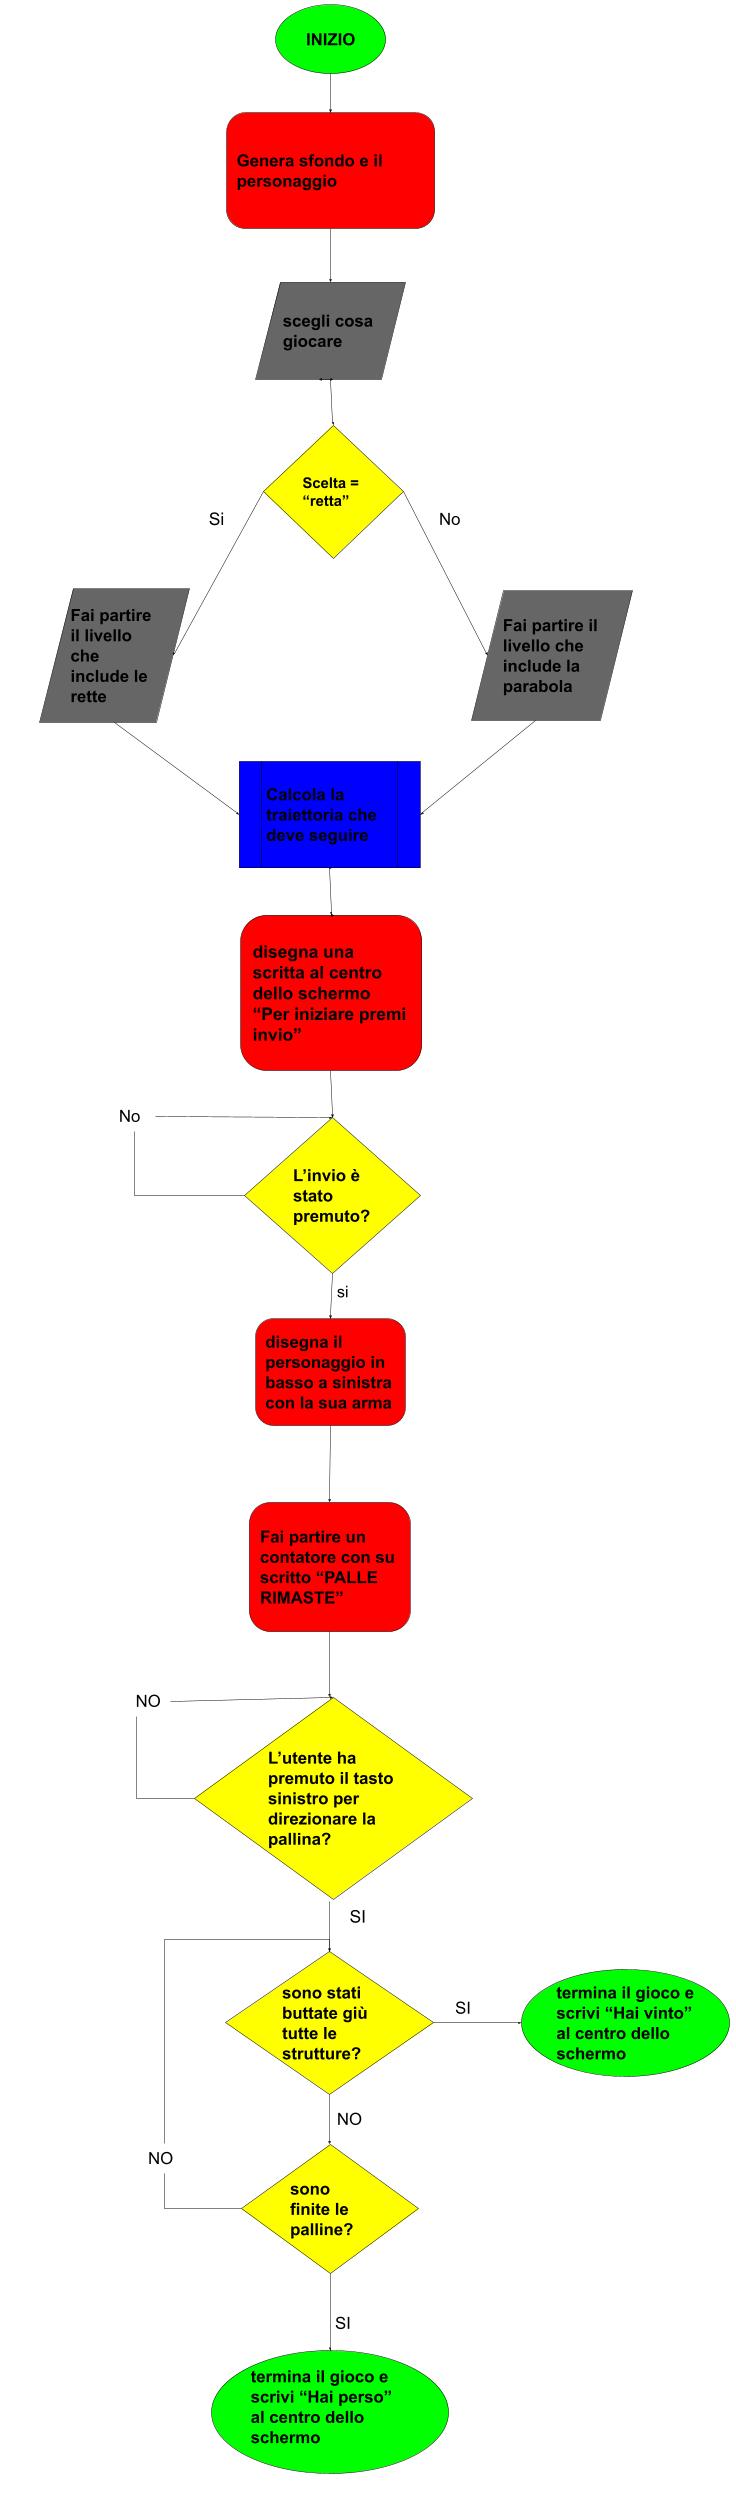 INIZIO
Genera sfondo e il
personaggio
scegli cosa
giocare
Scelta =
“retta”
Si
No
Fai partire
il livello
che
include le
rette
Fai partire il
livello che
include la
parabola
Calcola la
traiettoria che
deve seguire
disegna una
scritta al centro
dello schermo
“Per iniziare premi
invio”
No
L’invio è
stato
premuto?
si
disegna il
personaggio in
basso a sinistra
con la sua arma
Fai partire un
contatore con su
scritto “PALLE
RIMASTE”
NO
L’utente ha
premuto il tasto
sinistro per
direzionare la
pallina?
SI
sono stati
buttate giù
tutte le
strutture?
SI
termina il gioco e
scrivi “Hai vinto”
al centro dello
schermo
NO
NO
sono
finite le
palline?
SI
termina il gioco e
scrivi “Hai perso”
al centro dello
schermo